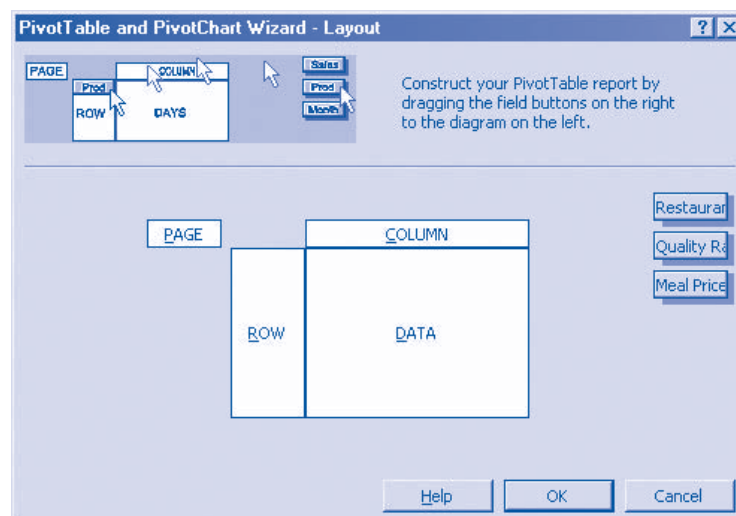 PivotTable and PivotChart Wizard - Layout
PAGE
COLUMN
Sales
Prod
Prod
ROW
DAYS
Month
Construct your PivotTable report by
dragging the field buttons on the right
to the diagram on the left.
PAGE
COLUMN
Restauran
Quality Ra
Meal Price
ROW
DATA
Help
OK
Cancel